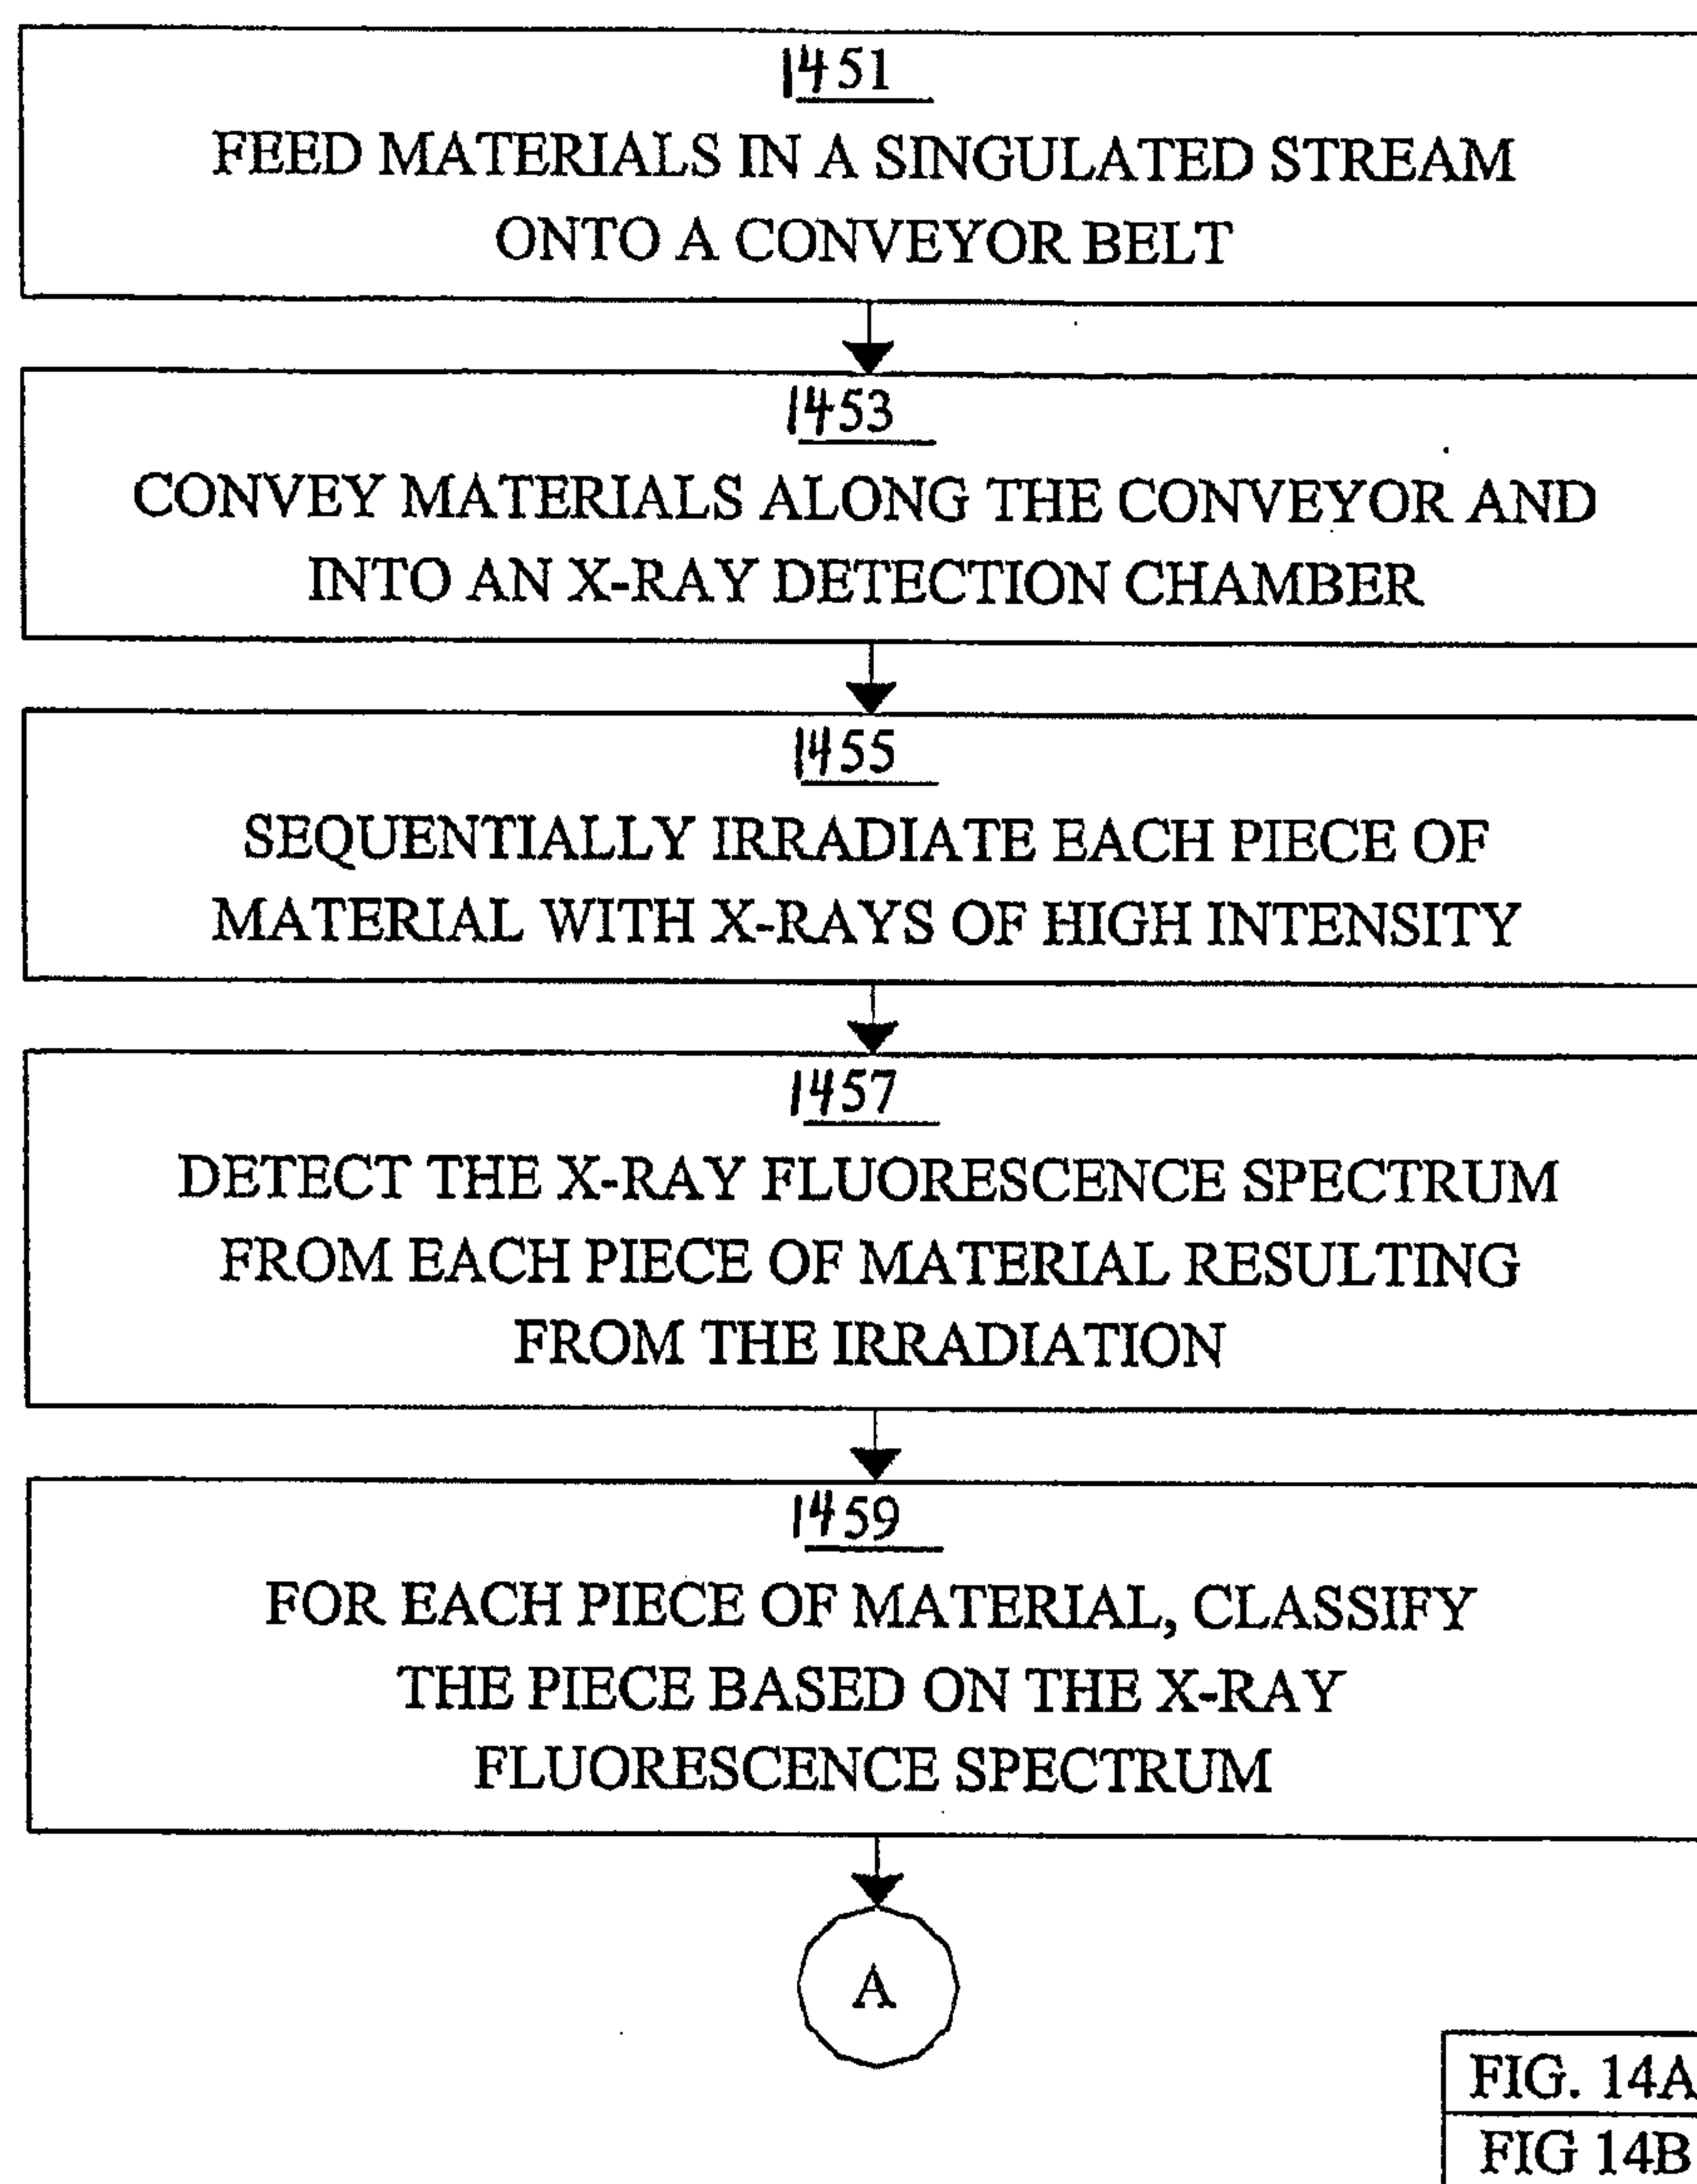 1451
FEED MATERIALS IN A SINGULATED STREAM
ONTO A CONVEYOR BELT
1453
CONVEY MATERIALS ALONG THE CONVEYOR AND
INTO AN X-RAY DETECTION CHAMBER
1455
SEQUENTIALLY IRRADIATE EACH PIECE OF
MATERIAL WITH X-RAYS OF HIGH INTENSITY
1457
DETECT THE X-RAY FLUORESCENCE SPECTRUM
FROM EACH PIECE OF MATERIAL RESULTING
FROM THE IRRADIATION
1459
FOR EACH PIECE OF MATERIAL, CLASSIFY
THE PIECE BASED ON THE X-RAY
FLUORESCENCE SPECTRUM
A
FIG. 14A
FIG 14B